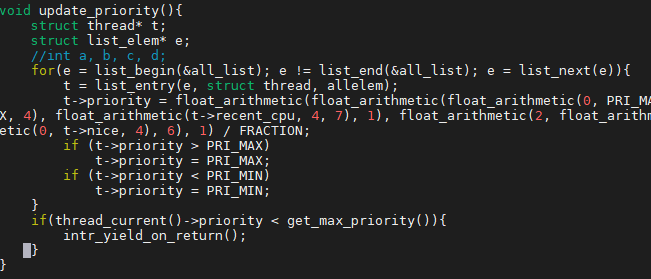 void update_priority(){
    struct thread* t;
    struct list_elem* e;
    //int a, b, c, d;
    for(e = list_begin(&all_list); e != list_end(&all_list); e = list_next(e)){
        t = list_entry(e, struct thread, allelem);
        t->priority = float_arithmetic(float_arithmetic(float_arithmetic(0, PRI_MA
X, 4), float_arithmetic(t->recent_cpu, 4, 7), 1), float_arithmetic(2, float_arithm
etic(0, t->nice, 4), 6), 1) / FRACTION;
        if (t->priority > PRI_MAX)
            t->priority = PRI_MAX;
        if (t->priority < PRI_MIN)
            t->priority = PRI_MIN;
    }
    if(thread_current()->priority < get_max_priority()){
        intr_yield_on_return();
    }
}